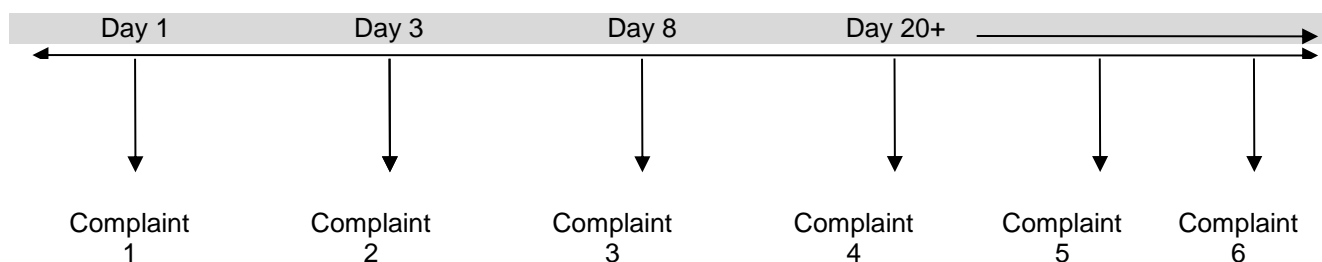 Day 1 Day 3 Day 8 Day 20+
Complaint Complaint Complaint Complaint Complaint Complaint
1 2 3 4 5 6